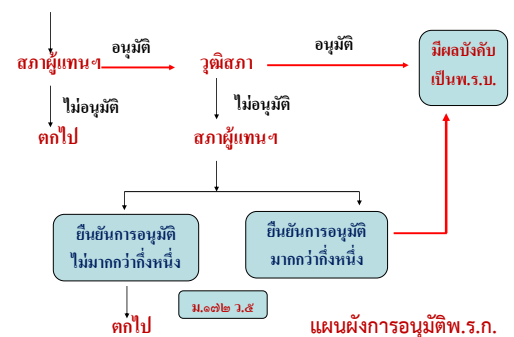 อนุมัติ
อนุมัติ
สภาผู้แทนฯ
วุฒิสภา
มีผลบังคับ
เป็นพ.ร.บ.
ไม่อนุมัติ
ไม่อนุมัติ
ตกไป
สภาผู้แทนฯ
ยืนยันการอนุมัติ
ไม่มากกว่ากึ่งหนึ่ง
ยืนยันการอนุมัติ
มากกว่ากึ่งหนึ่ง
ม.๑๗๒ ว.๕
ตกไป
แผนผังการอนุมัติพ.ร.ก.